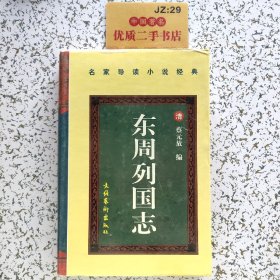 JZ:29
中国书店
优质二手书店
名家导读小说经典
东周列国志
清 蔡元放 编
文化艺术出版社